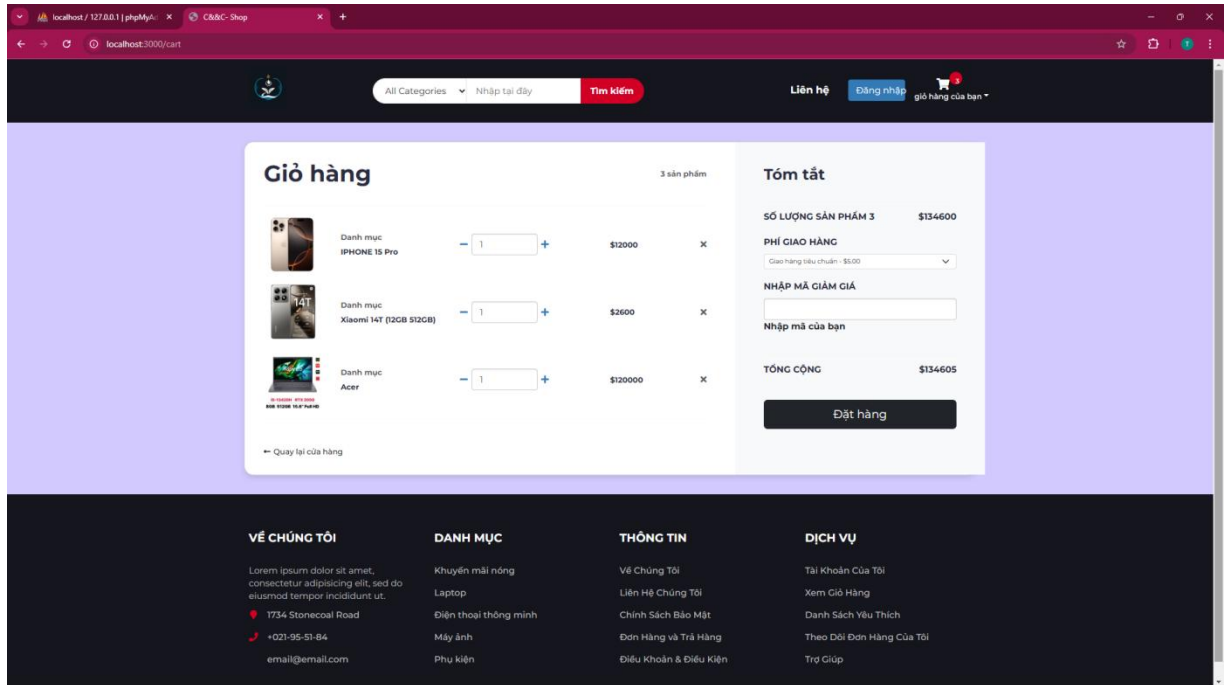 localhost / 127.0.0.1 | phpMyAd
C&&C- Shop
localhost:3000/cart
T
All Categories
Nhập tại đây
Tìm kiếm
Liên hệ
Đăng nhập
3
giỏ hàng của bạn
Giỏ hàng
3 sản phẩm
Danh mục
IPHONE 15 Pro
1
$12000
14T
Danh mục
Xiaomi 14T (12GB 512GB)
1
$2600
Danh mục
Acer
1
$120000
← Quay lại cửa hàng
Tóm tắt
SỐ LƯỢNG SẢN PHẨM 3
$134600
PHÍ GIAO HÀNG
Giao hàng tiêu chuẩn - $5.00
NHẬP MÃ GIẢM GIÁ
Nhập mã của bạn
TỔNG CỘNG
$134605
Đặt hàng
VỀ CHÚNG TÔI
Lorem ipsum dolor sit amet,
consectetur adipisicing elit, sed do
eiusmod tempor incididunt ut.
1734 Stonecoal Road
+021-95-51-84
email@email.com
DANH MỤC
Khuyến mãi nóng
Laptop
Điện thoại thông minh
Máy ảnh
Phụ kiện
THÔNG TIN
Về Chúng Tôi
Liên Hệ Chúng Tôi
Chính Sách Bảo Mật
Đơn Hàng và Trả Hàng
Điều Khoản & Điều Kiện
DỊCH VỤ
Tài Khoản Của Tôi
Xem Giỏ Hàng
Danh Sách Yêu Thích
Theo Dõi Đơn Hàng Của Tôi
Trợ Giúp